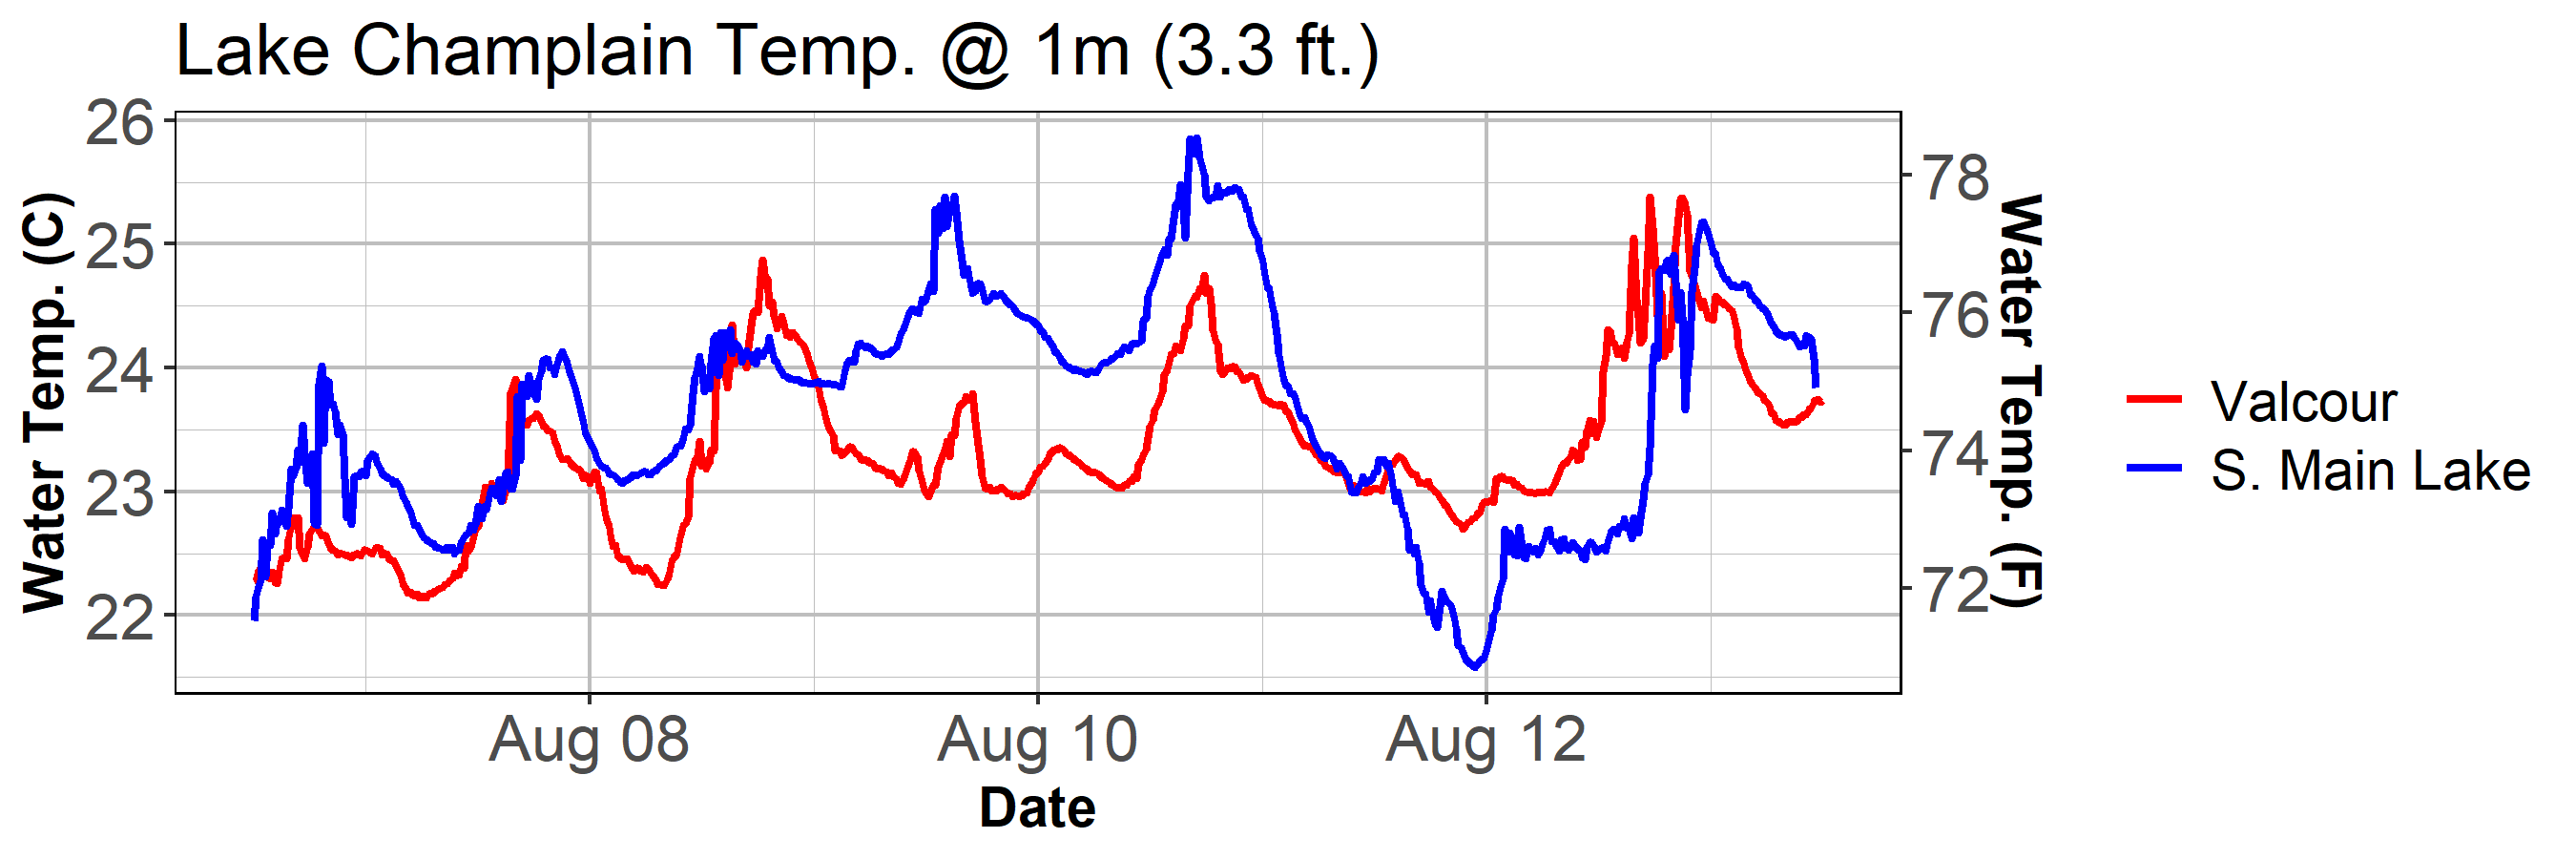 Lake Champlain Temp. @ 1m (3.3 ft.)
Water Temp. (C)
26
25
24
23
22
78
76
74
72
Water Temp. (F)
Aug 08
Aug 10
Aug 12
Date
Valcour
S. Main Lake